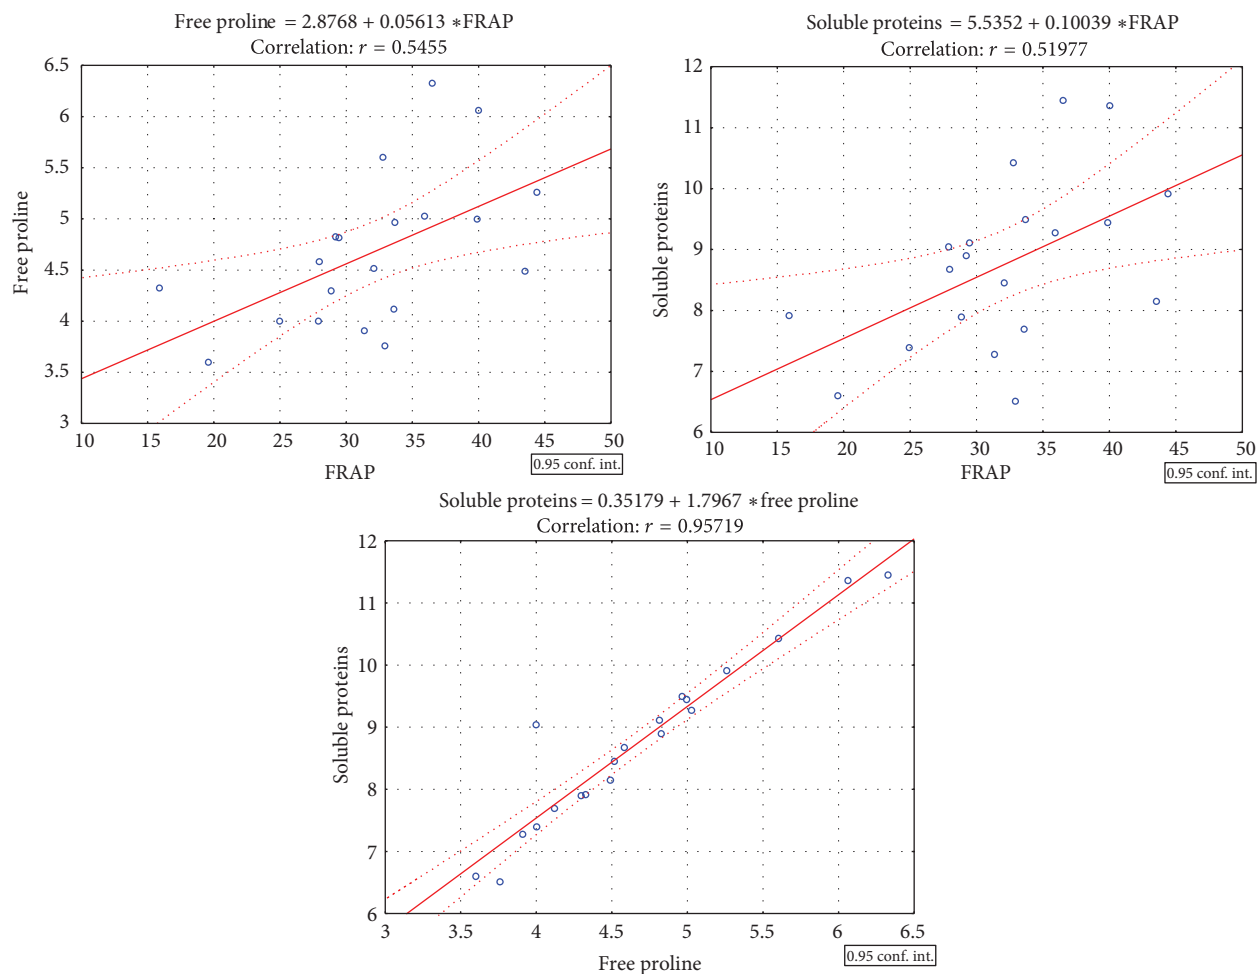 Free proline = 2.8768 + 0.05613 ∗FRAP
Correlation: r = 0.5455
6.5
6
5.5
5
4.5
4
3.5
3
Free proline
10 15 20 25 30 35 40 45 50
FRAP
0.95 conf. int.
Soluble proteins = 5.5352 + 0.10039 ∗FRAP
Correlation: r = 0.51977
12
11
10
9
8
7
6
Soluble proteins
10 15 20 25 30 35 40 45 50
FRAP
0.95 conf. int.
Soluble proteins = 0.35179 + 1.7967 ∗free proline
Correlation: r = 0.95719
12
11
10
9
8
7
6
Soluble proteins
3 3.5 4 4.5 5 5.5 6 6.5
Free proline
0.95 conf. int.